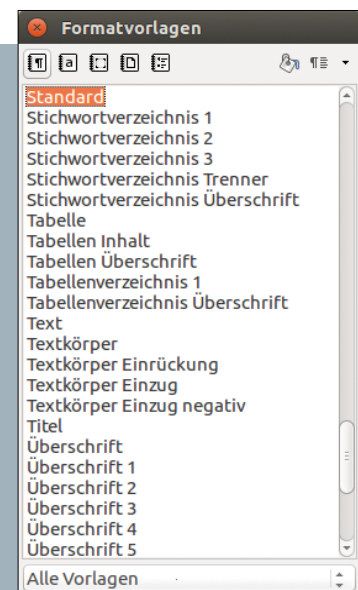 Formatvorlagen
Standard
Stichwortverzeichnis 1
Stichwortverzeichnis 2
Stichwortverzeichnis 3
Stichwortverzeichnis Trenner
Stichwortverzeichnis Überschrift
Tabelle
Tabellen Inhalt
Tabellen Überschrift
Tabellenverzeichnis 1
Tabellenverzeichnis Überschrift
Text
Textkörper
Textkörper Einrückung
Textkörper Einzug
Textkörper Einzug negativ
Titel
Überschrift
Überschrift 1
Überschrift 2
Überschrift 3
Überschrift 4
Überschrift 5
Alle Vorlagen